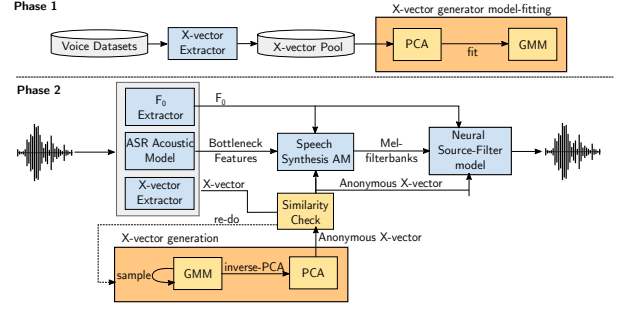 Phase 1
X-vector generator model-fitting
Voice Datasets
X-vector
Extractor
X-vector Pool
PCA
fit
GMM
Phase 2
F0
Extractor
F0
ASR Acoustic
Model
Bottleneck
Features
Speech
Synthesis AM
Mel-
filterbanks
Neural
Source-Filter
model
X-vector
Extractor
X-vector
Anonymous X-vector
Similarity
Check
re-do
X-vector generation
Anonymous X-vector
sample
GMM
inverse-PCA
PCA